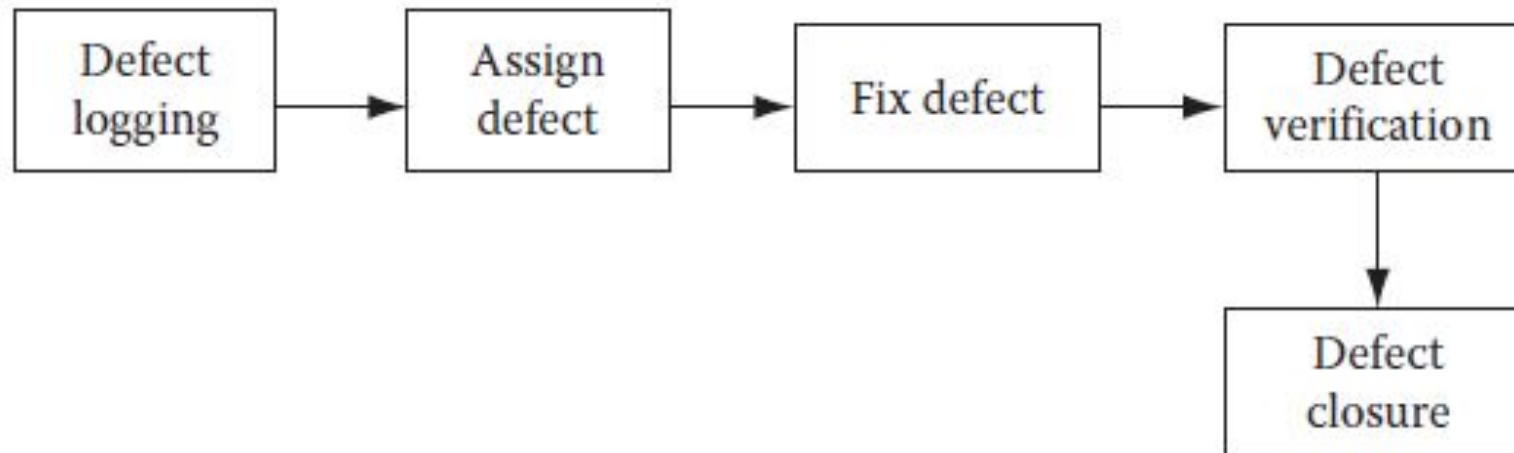 Defect
logging
Assign
defect
Fix defect
Defect
verification
Defect
closure